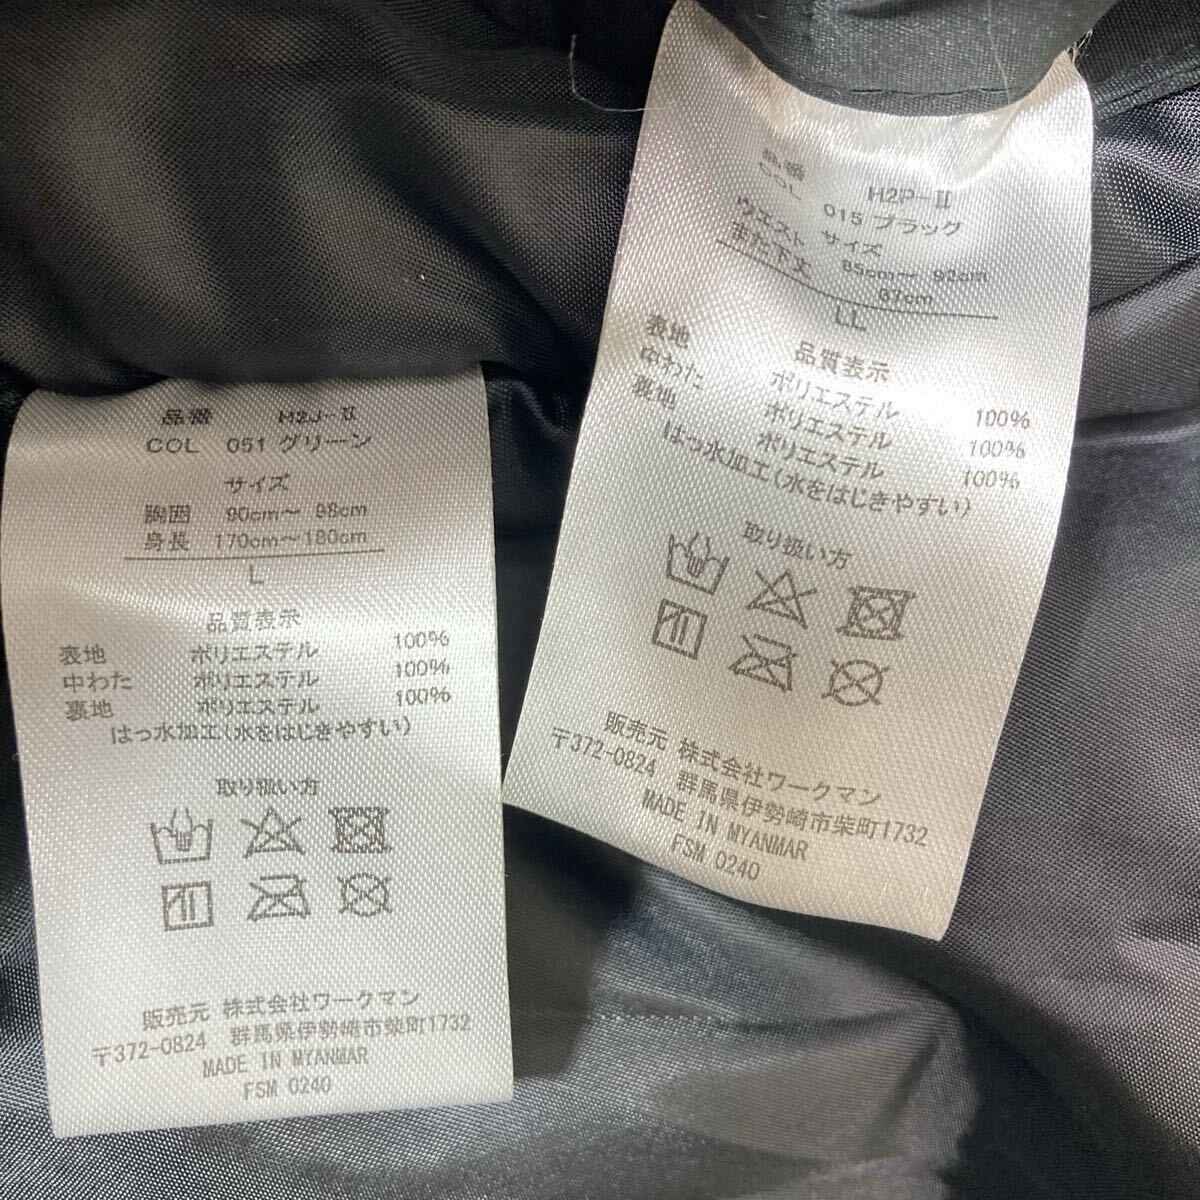 品番 H2J-Ⅱ
COL 051 グリーン
サイズ
胸囲 90cm～ 98cm
身長 170cm～180cm
L
品質表示
表地 ポリエステル 100%
中わた ポリエステル 100%
裏地 ポリエステル 100%
はっ水加工(水をはじきやすい)
取り扱い方
販売元 株式会社ワークマン
〒372-0824 群馬県伊勢崎市柴町1732
MADE IN MYANMAR
FSM 0240
品番 H2P-Ⅱ
COL 015 ブラック
サイズ
ウエスト 85cm～ 92cm
また下丈 87cm
LL
品質表示
表地 ポリエステル 100%
中わた ポリエステル 100%
裏地 ポリエステル 100%
はっ水加工(水をはじきやすい)
取り扱い方
販売元 株式会社ワークマン
〒372-0824 群馬県伊勢崎市柴町1732
MADE IN MYANMAR
FSM 0240